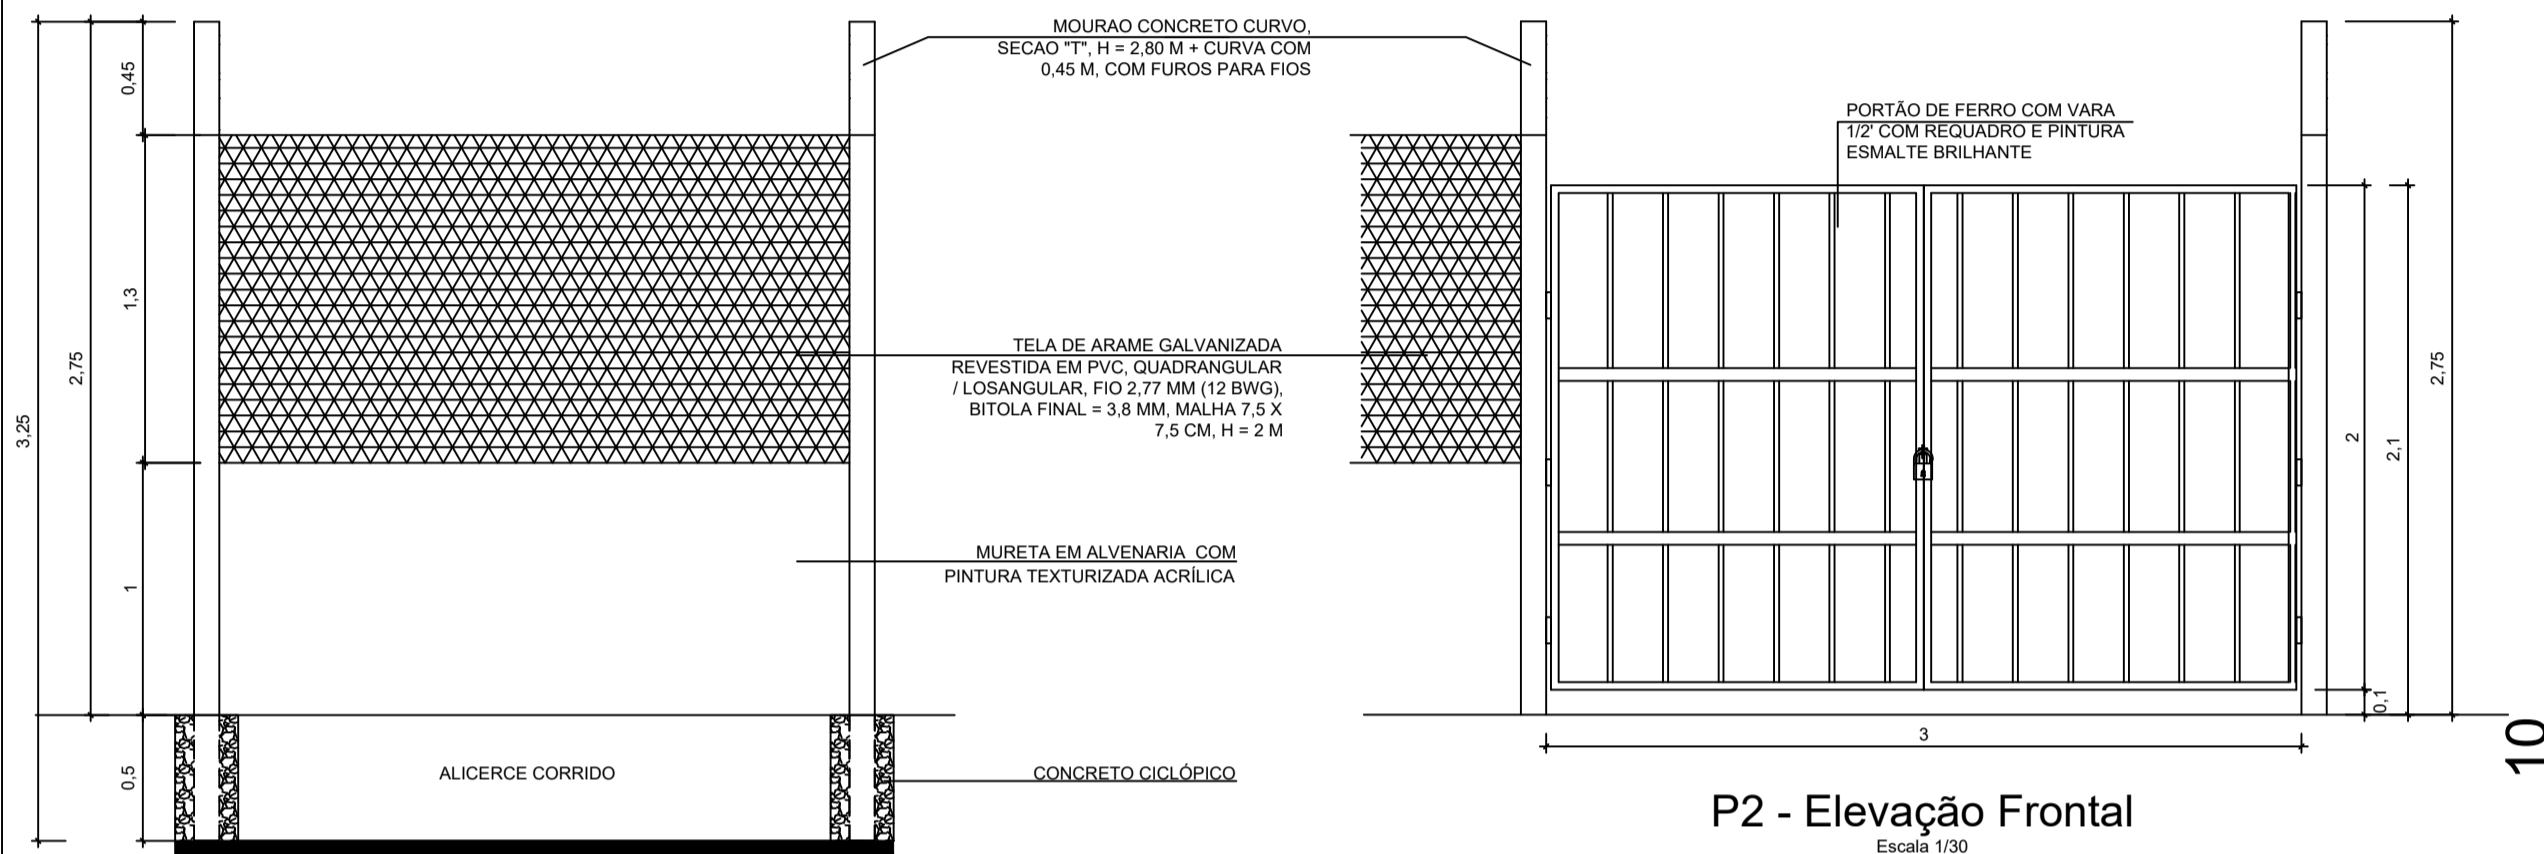 MOURAO CONCRETO CURVO,
SECAO "T", H = 2,80 M + CURVA COM
0,45 M, COM FUROS PARA FIOS
PORTÃO DE FERRO COM VARA
1/2' COM REQUADRO E PINTURA
ESMALTE BRILHANTE
TELA DE ARAME GALVANIZADA
REVESTIDA EM PVC, QUADRANGULAR
/ LOSANGULAR, FIO 2,77 MM (12 BWG),
BITOLA FINAL = 3,8 MM, MALHA 7,5 X
7,5 CM, H = 2 M
MURETA EM ALVENARIA  COM
PINTURA TEXTURIZADA ACRÍLICA
ALICERCE CORRIDO
CONCRETO CICLÓPICO
3,25
2,75
0,45
1,3
1
0,5
2
2,1
2,75
0,1
3
10
P2 - Elevação Frontal
Escala 1/30